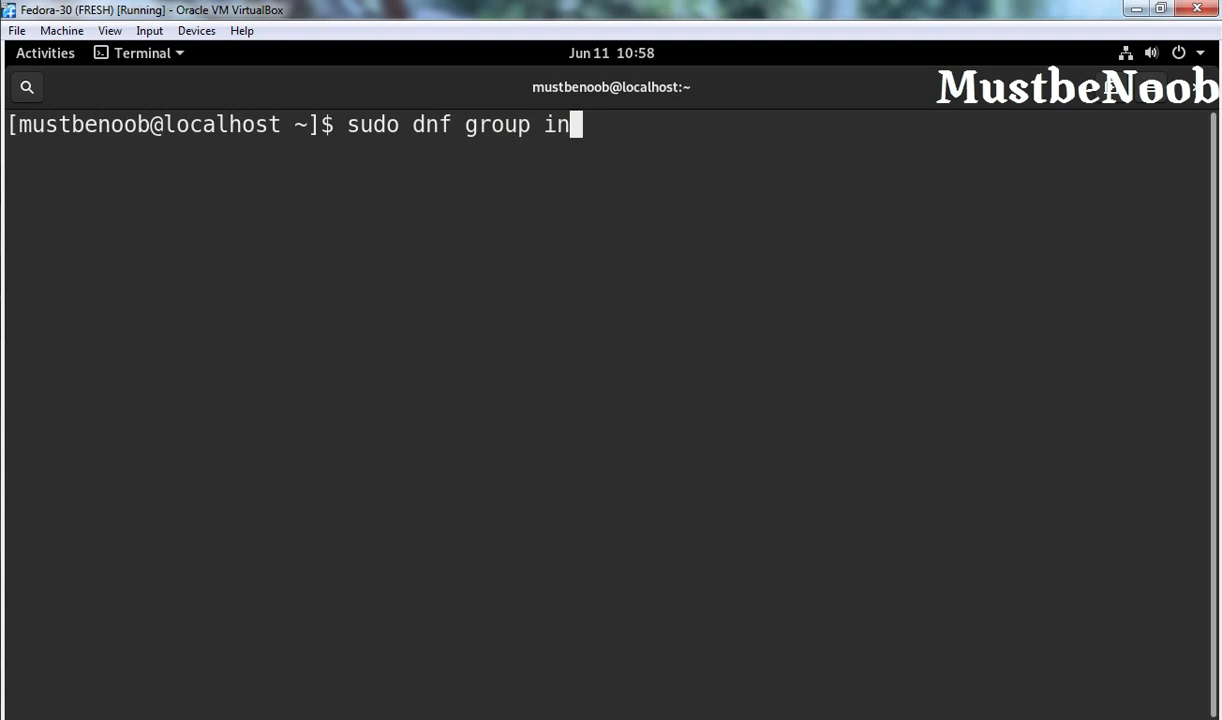 Fedora-30 (FRESH) [Running] - Oracle VM VirtualBox
File Machine View Input Devices Help
Activities Terminal Jun 11 10:58
mustbenoob@localhost:~
MustbeNoob
[mustbenoob@localhost ~]$ sudo dnf group in